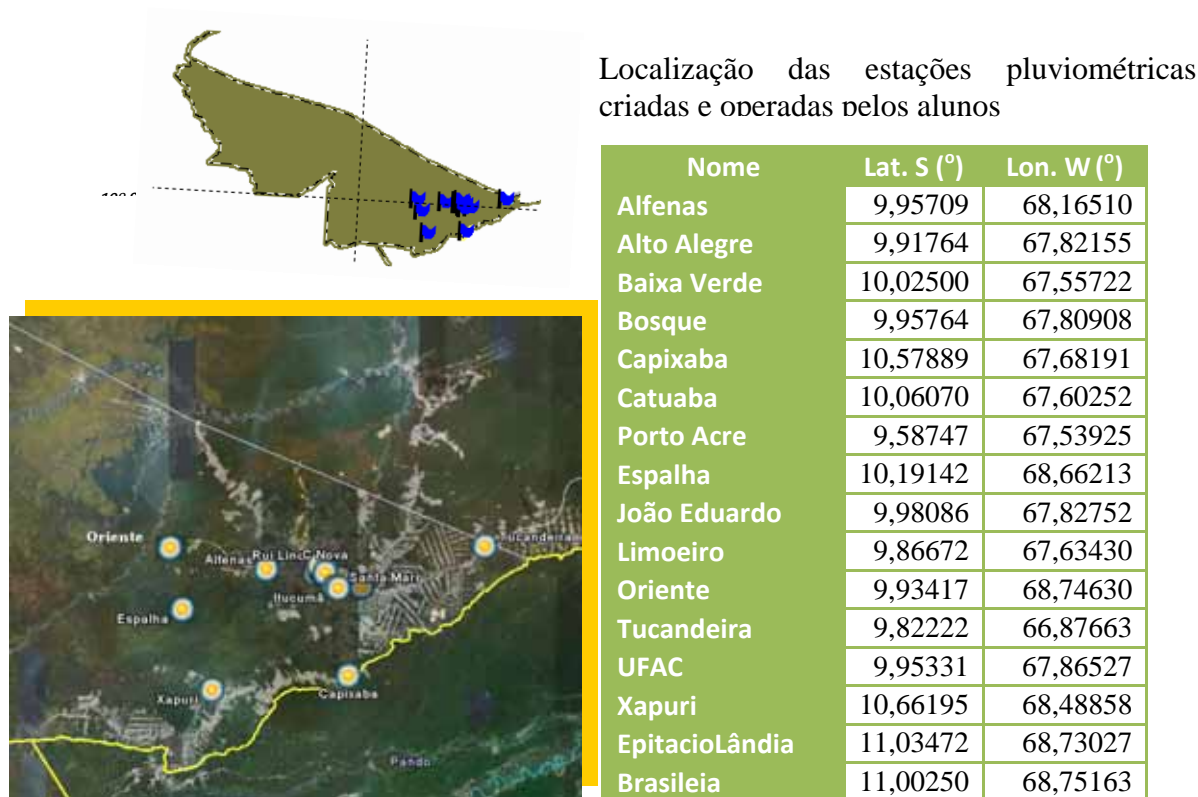 Localização das estações pluviométricas
criadas e operadas pelos alunos
Nome Lat. S (º) Lon. W (º)
Alfenas 9,95709 68,16510
Alto Alegre 9,91764 67,82155
Baixa Verde 10,02500 67,55722
Bosque 9,95764 67,80908
Capixaba 10,57889 67,68191
Catuaba 10,06070 67,60252
Porto Acre 9,58747 67,53925
Espalha 10,19142 68,66213
João Eduardo 9,98086 67,82752
Limoeiro 9,86672 67,63430
Oriente 9,93417 68,74630
Tucandeira 9,82222 66,87663
UFAC 9,95331 67,86527
Xapuri 10,66195 68,48858
EpitacioLândia 11,03472 68,73027
Brasileia 11,00250 68,75163
Oriente
Tucandeira
Alfenas Rui Linc C Nova
Santa Mari
Itucumã
Espalha
Xapuri
Capixaba
Pando